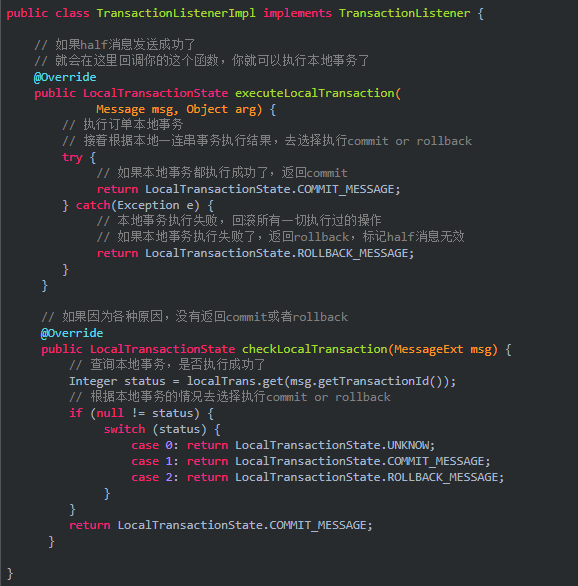 public class TransactionListenerImpl implements TransactionListener {
// 如果half消息发送成功了
// 就会在这里回调你的这个函数，你就可以执行本地事务了
@Override
public LocalTransactionState executeLocalTransaction(
Message msg, Object arg) {
// 执行订单本地事务
// 接着根据本地一连串事务执行结果，去选择执行commit or rollback
try {
// 如果本地事务都执行成功了，返回commit
return LocalTransactionState.COMMIT_MESSAGE;
} catch(Exception e) {
// 本地事务执行失败，回滚所有一切执行过的操作
// 如果本地事务执行失败了，返回rollback，标记half消息无效
return LocalTransactionState.ROLLBACK_MESSAGE;
}
}
// 如果因为各种原因，没有返回commit或者rollback
@Override
public LocalTransactionState checkLocalTransaction(MessageExt msg) {
// 查询本地事务，是否执行成功了
Integer status = localTrans.get(msg.getTransactionId());
// 根据本地事务的情况去选择执行commit or rollback
if (null != status) {
switch (status) {
case 0: return LocalTransactionState.UNKNOW;
case 1: return LocalTransactionState.COMMIT_MESSAGE;
case 2: return LocalTransactionState.ROLLBACK_MESSAGE;
}
}
return LocalTransactionState.COMMIT_MESSAGE;
}
}